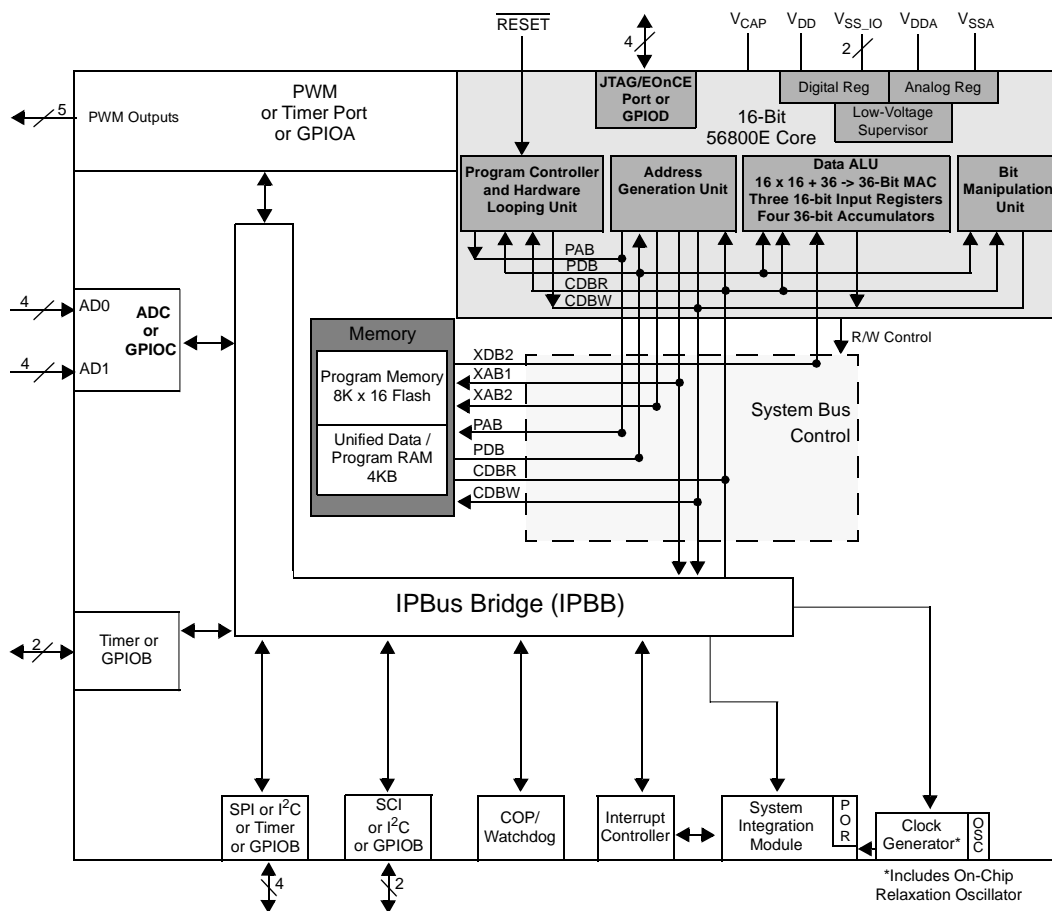 RESET
4
VCAP
VDD
VSS_IO
VDDA
VSSA
2
5
PWM Outputs
PWM
or Timer Port
or GPIOA
JTAG/EOnCE
Port or
GPIOD
Digital Reg
Analog Reg
Low-Voltage
Supervisor
16-Bit
56800E Core
Program Controller
and Hardware
Looping Unit
Address
Generation Unit
Data ALU
16 x 16 + 36 -> 36-Bit MAC
Three 16-bit Input Registers
Four 36-bit Accumulators
Bit
Manipulation
Unit
PAB
PDB
CDBR
CDBW
4
AD0
4
AD1
ADC
or
GPIOC
R/W Control
Memory
Program Memory
8K x 16 Flash
Unified Data /
Program RAM
4KB
XDB2
XAB1
XAB2
PAB
PDB
CDBR
CDBW
System Bus
Control
IPBus Bridge (IPBB)
2
Timer or
GPIOB
SPI or I2C
or Timer
or GPIOB
4
SCI
or I2C
or GPIOB
2
COP/
Watchdog
Interrupt
Controller
System
Integration
Module
POR
Clock
Generator*
OSC
*Includes On-Chip
Relaxation Oscillator